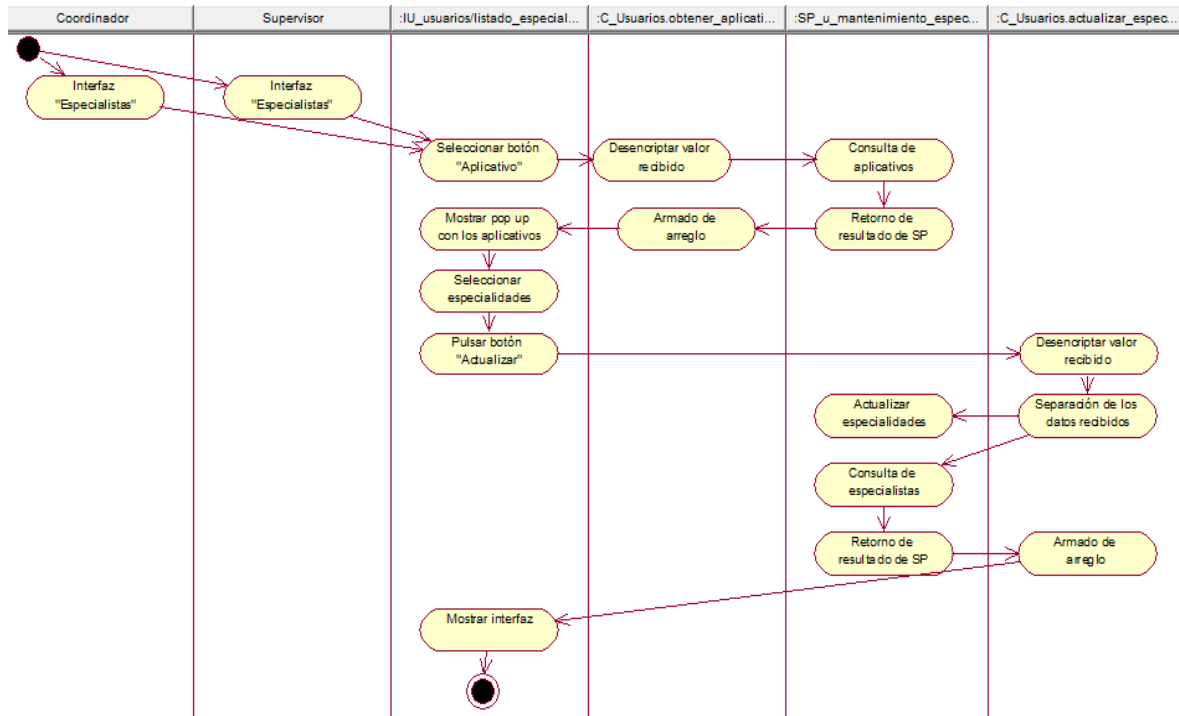 Coordinador
Supervisor
:IU_usuarios/listado_especial...
:C_Usuarios.obtener_aplicati...
:SP_u_mantenimiento_espec...
:C_Usuarios.actualizar_espec...
Interfaz
"Especialistas"
Interfaz
"Especialistas"
Seleccionar botón
"Aplicativo"
Desencriptar valor
recibido
Consulta de
aplicativos
Mostrar pop up
con los aplicativos
Armado de
arreglo
Retorno de
resultado de SP
Seleccionar
especialidades
Pulsar botón
"Actualizar"
Desencriptar valor
recibido
Actualizar
especialidades
Separación de los
datos recibidos
Consulta de
especialistas
Retorno de
resultado de SP
Armado de
arreglo
Mostrar interfaz